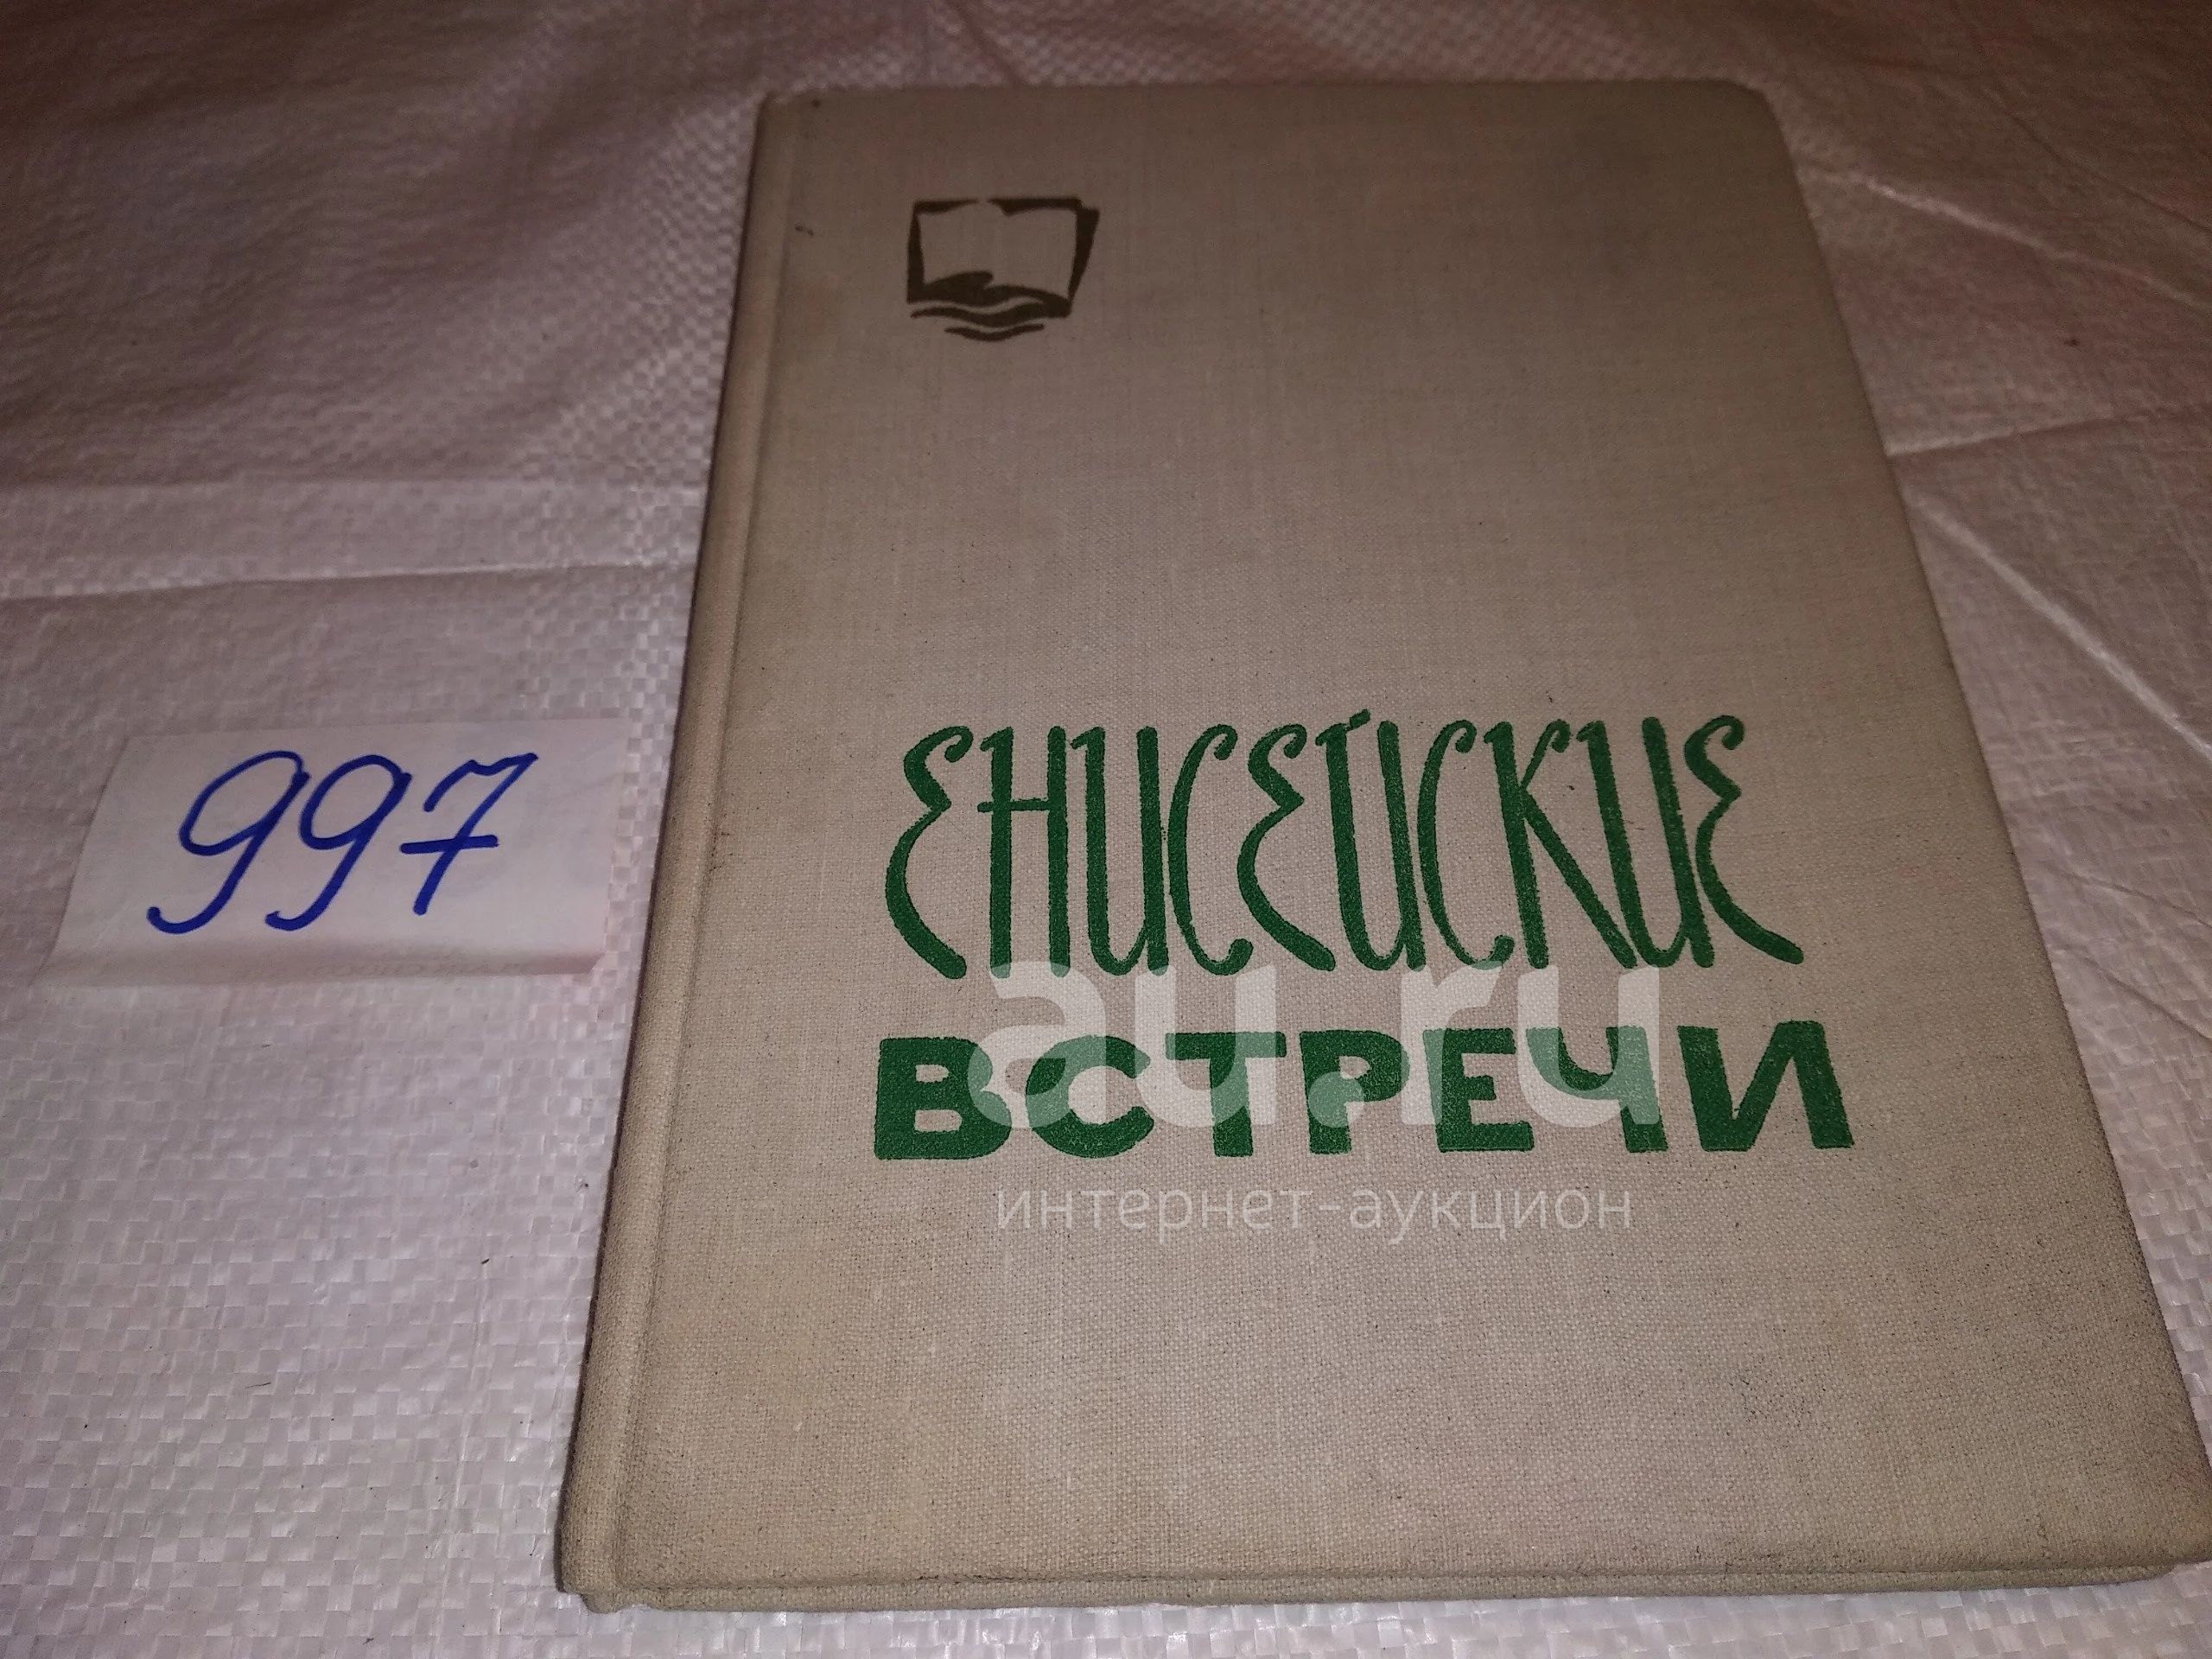 997
ЕНИСЕЙСКИЕ
ВСТРЕЧИ
au.ru
интернет-аукцион